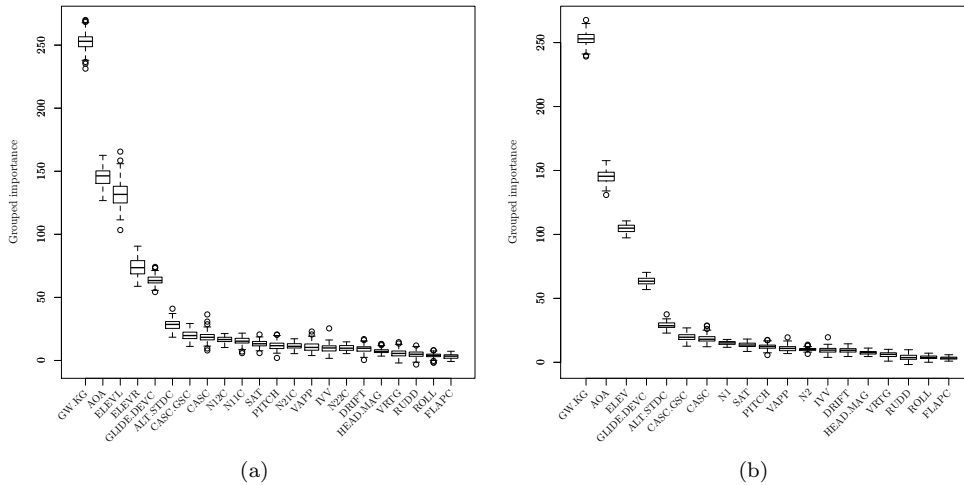 Grouped importance
250
200
150
100
50
0
GW.KG
AOA
ELEVL
ELEVR
GLIDE.DEVC
ALT.STDC
CASC.GSC
CASC
N12C
N11C
SAT
PITCH
N21C
VAPP
IVV
N22C
DRIFT
HEAD.MAG
VRTG
RUDD
ROLL
FLAPC
(a)
Grouped importance
250
200
150
100
50
0
GW.KG
AOA
ELEV
GLIDE.DEVC
ALT.STDC
CASC.GSC
CASC
N1
SAT
PITCH
VAPP
N2
IVV
DRIFT
HEAD.MAG
VRTG
RUDD
ROLL
FLAPC
(b)